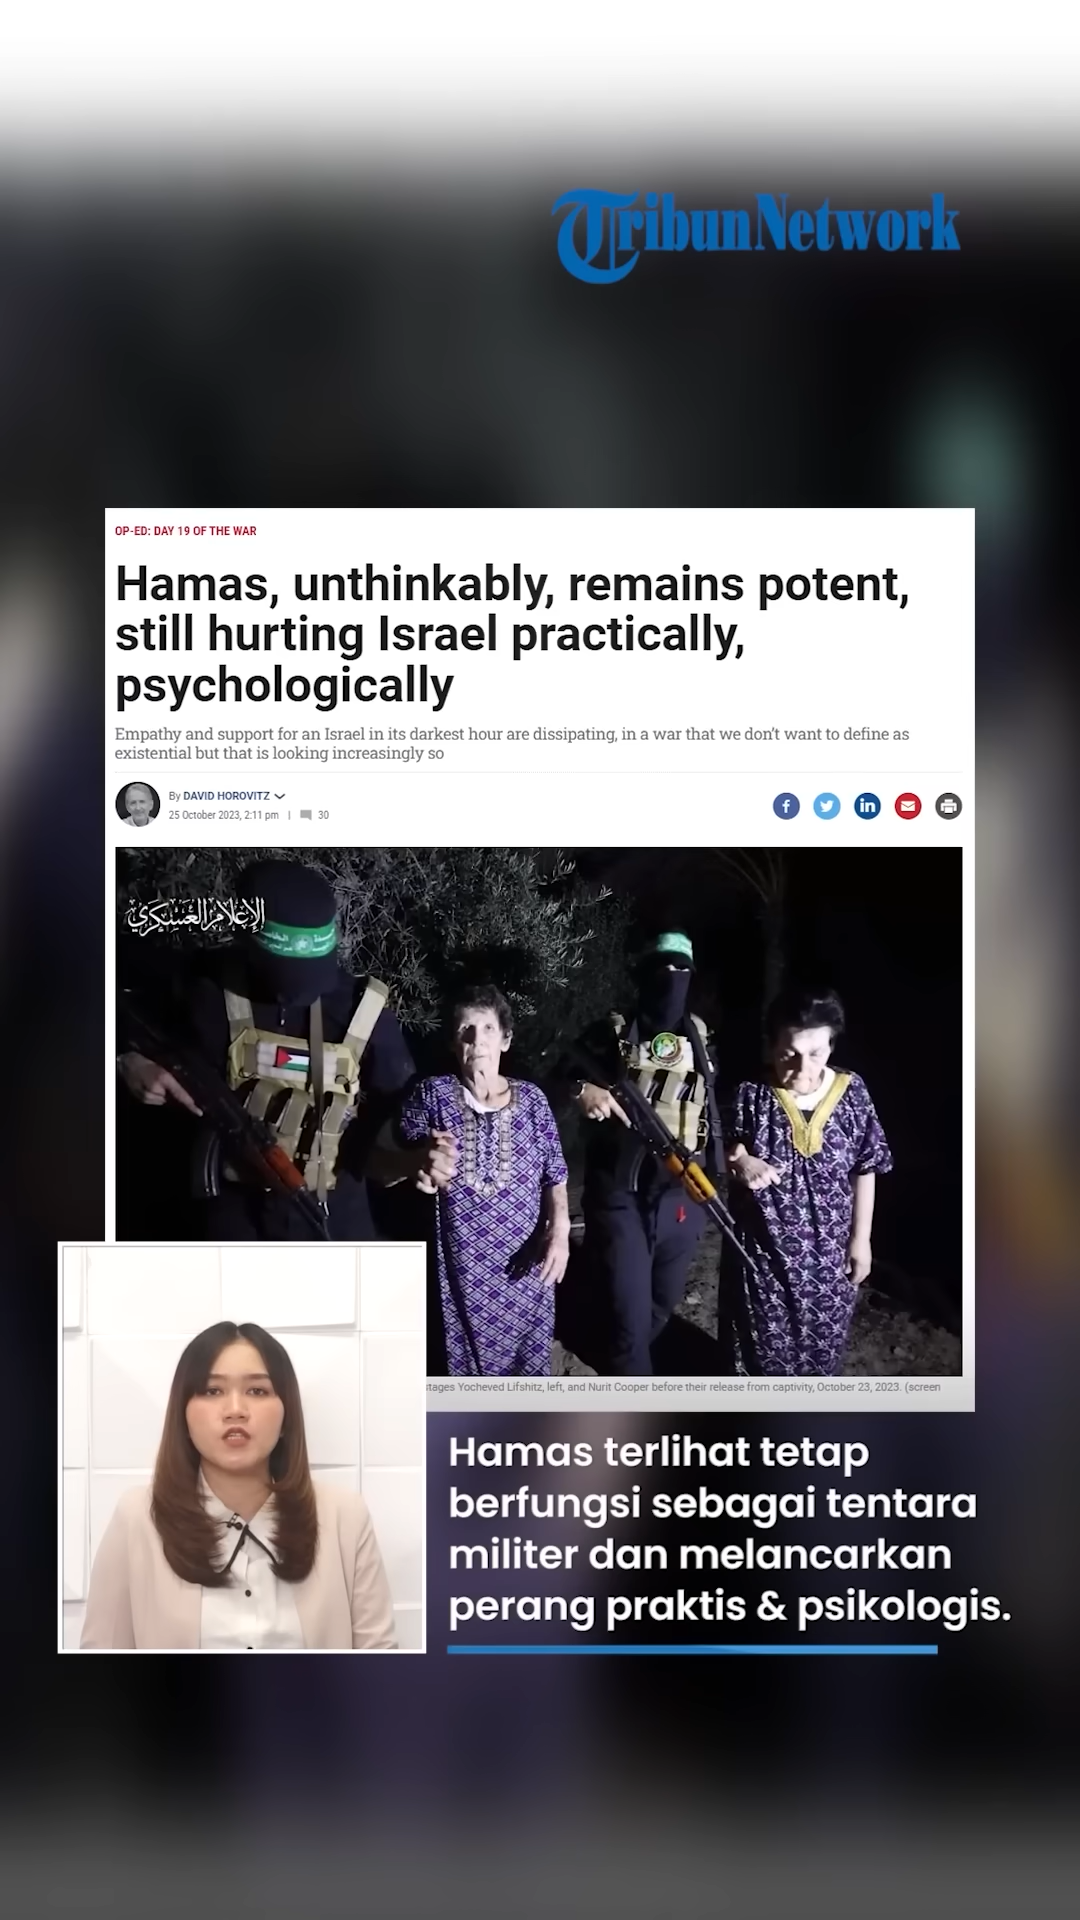 TribunNetwork
OP-ED: DAY 19 OF THE WAR
Hamas, unthinkably, remains potent,
still hurting Israel practically,
psychologically
Empathy and support for an Israel in its darkest hour are dissipating, in a war that we don't want to define as
existential but that is looking increasingly so
By DAVID HOROVITZ
25 October 2023, 2:11 pm | 30
الإعلام العسكري
stages Yocheved Lifshitz, left, and Nurit Cooper before their release from captivity, October 23, 2023. (screen
Hamas terlihat tetap
berfungsi sebagai tentara
militer dan melancarkan
perang praktis & psikologis.